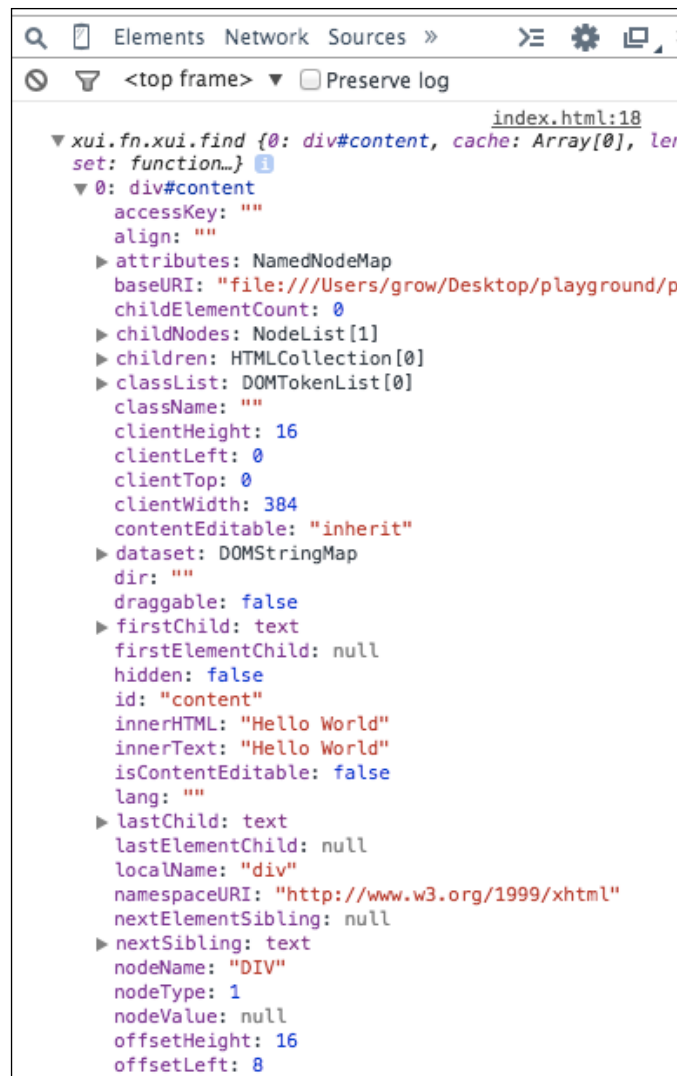 Elements Network Sources »
<top frame> ▼ Preserve log
index.html:18
▼ xui.fn.xui.find {0: div#content, cache: Array[0], len
set: function…} i
▼ 0: div#content
accessKey: ""
align: ""
▶ attributes: NamedNodeMap
baseURI: "file:///Users/grow/Desktop/playground/p
childElementCount: 0
▶ childNodes: NodeList[1]
▶ children: HTMLCollection[0]
▶ classList: DOMTokenList[0]
className: ""
clientHeight: 16
clientLeft: 0
clientTop: 0
clientWidth: 384
contentEditable: "inherit"
▶ dataset: DOMStringMap
dir: ""
draggable: false
▶ firstChild: text
firstElementChild: null
hidden: false
id: "content"
innerHTML: "Hello World"
innerText: "Hello World"
isContentEditable: false
lang: ""
▶ lastChild: text
lastElementChild: null
localName: "div"
namespaceURI: "http://www.w3.org/1999/xhtml"
nextElementSibling: null
▶ nextSibling: text
nodeName: "DIV"
nodeType: 1
nodeValue: null
offsetHeight: 16
offsetLeft: 8